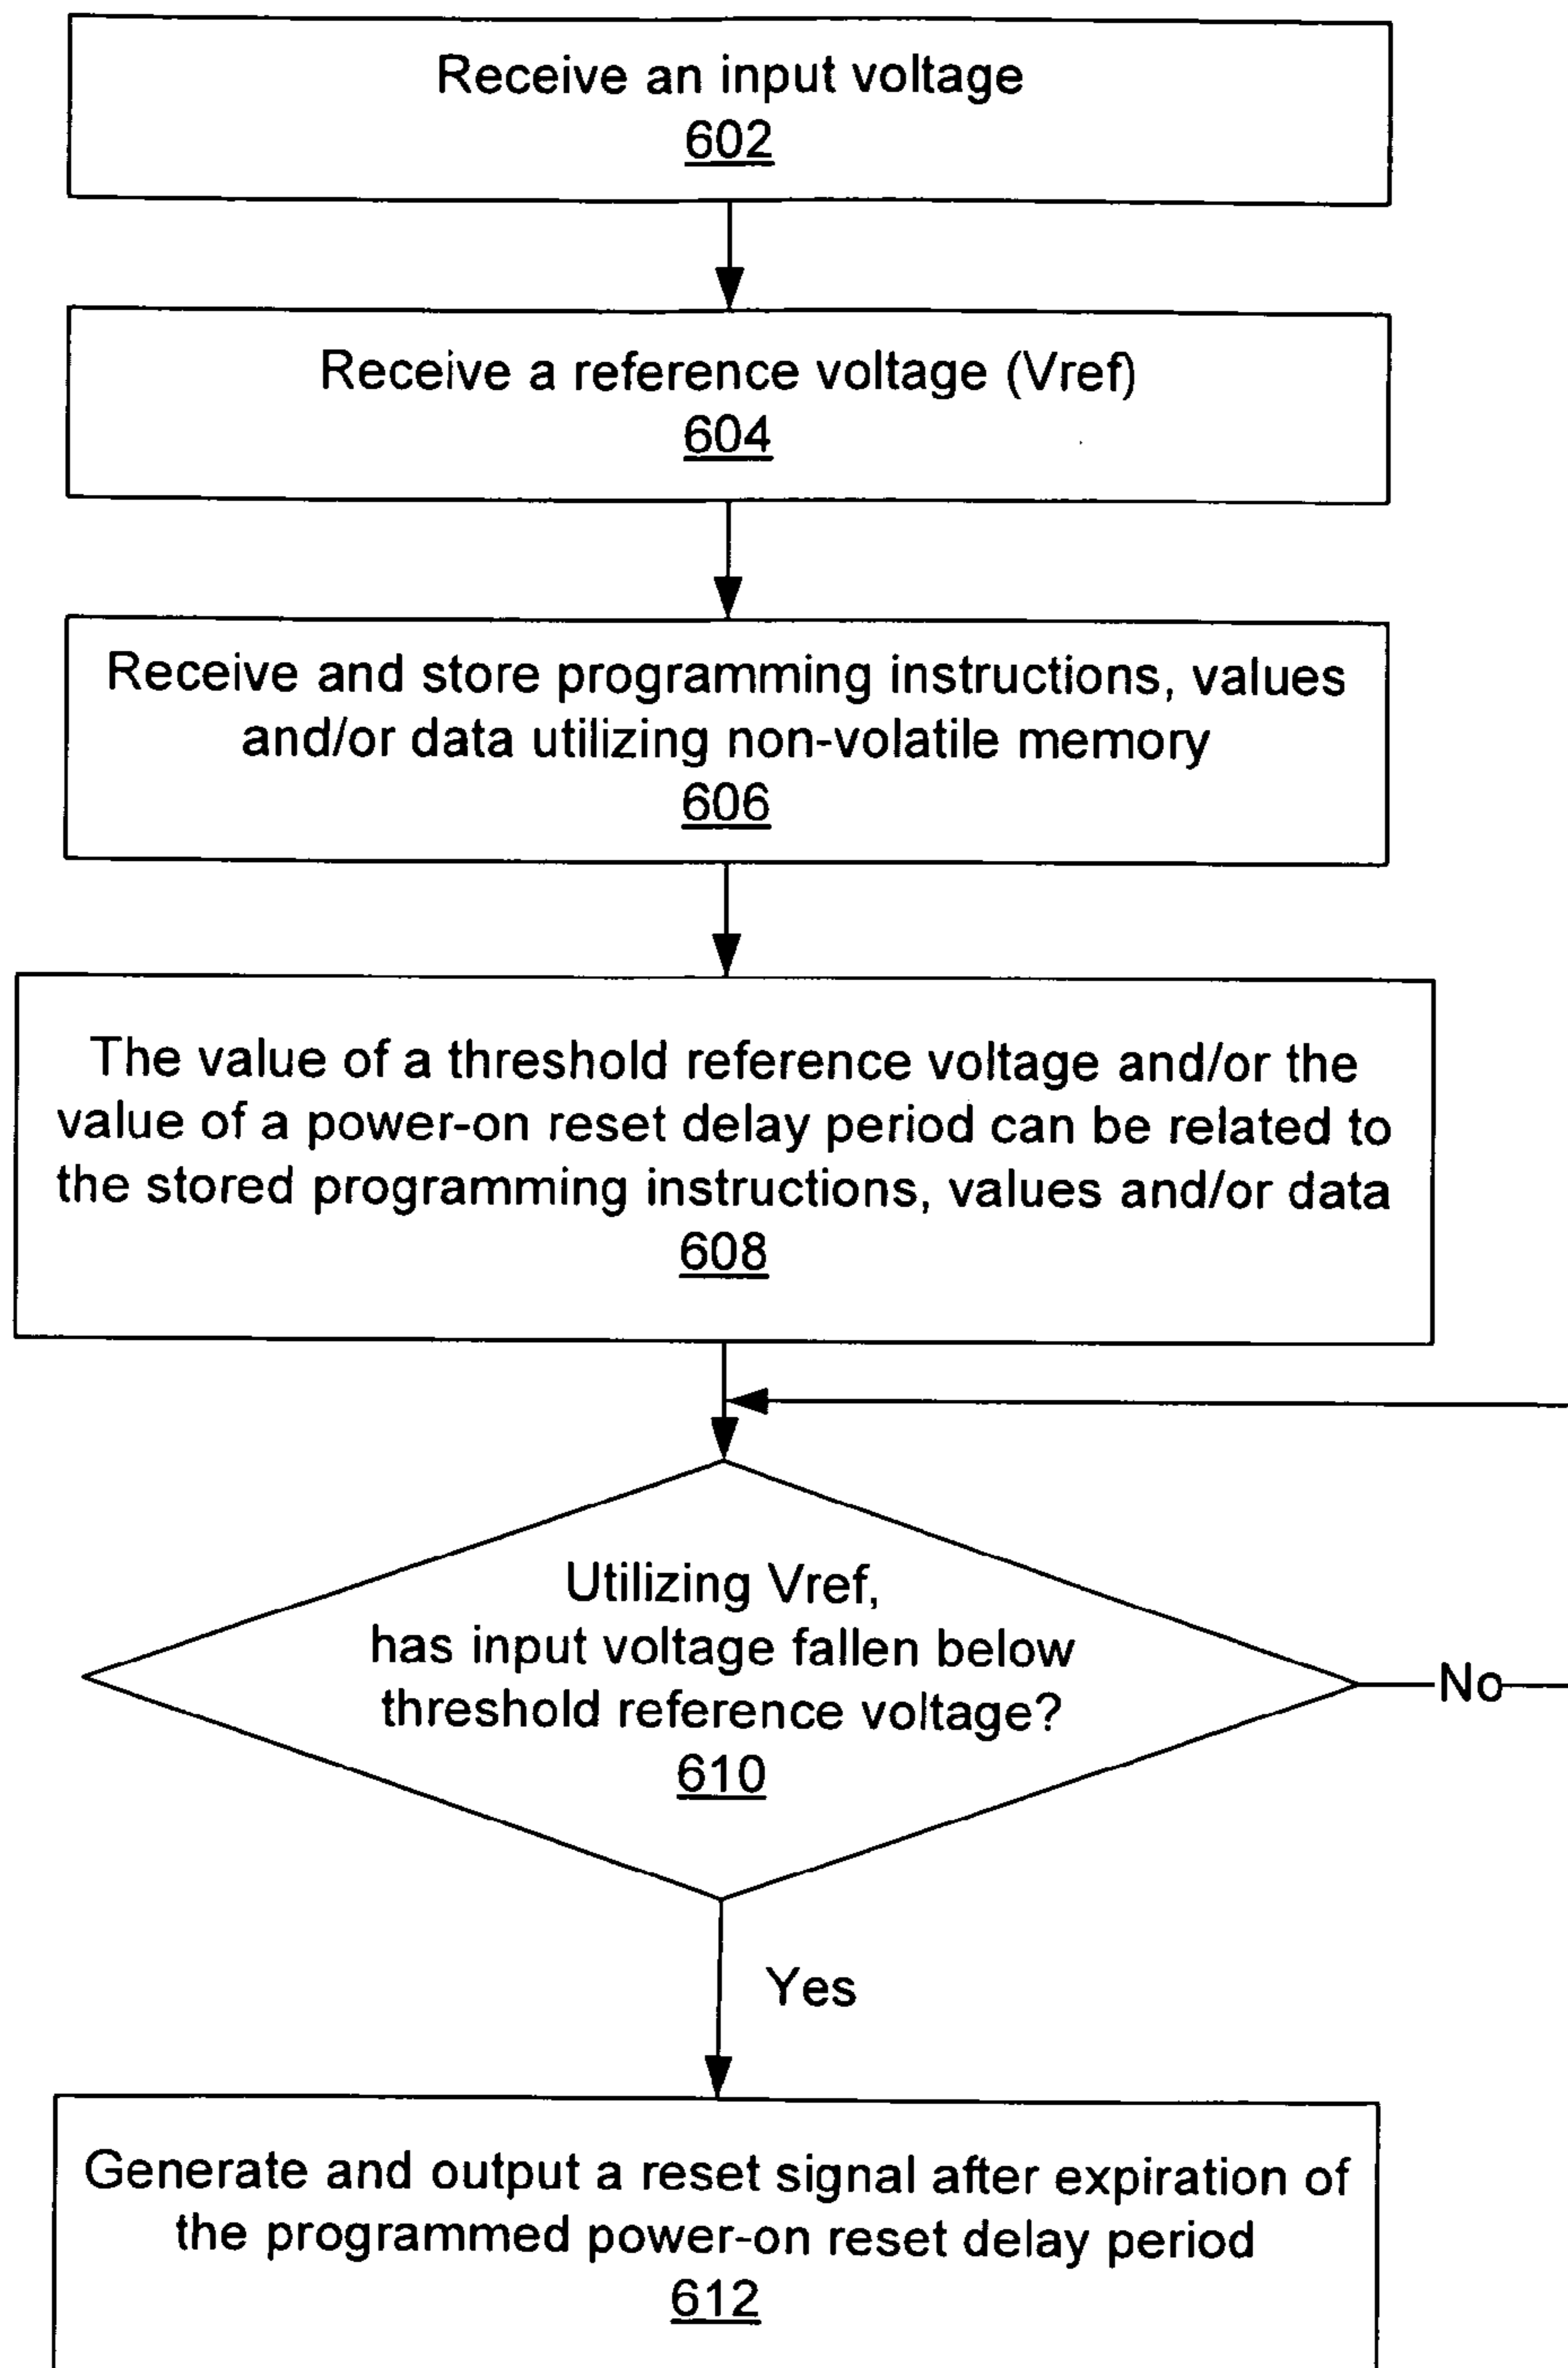 Receive an input voltage
602
Receive a reference voltage (Vref)
604
Receive and store programming instructions, values
and/or data utilizing non-volatile memory
606
The value of a threshold reference voltage and/or the
value of a power-on reset delay period can be related to
the stored programming instructions, values and/or data
608
Utilizing Vref,
has input voltage fallen below
threshold reference voltage?
610
No
Yes
Generate and output a reset signal after expiration of
the programmed power-on reset delay period
612